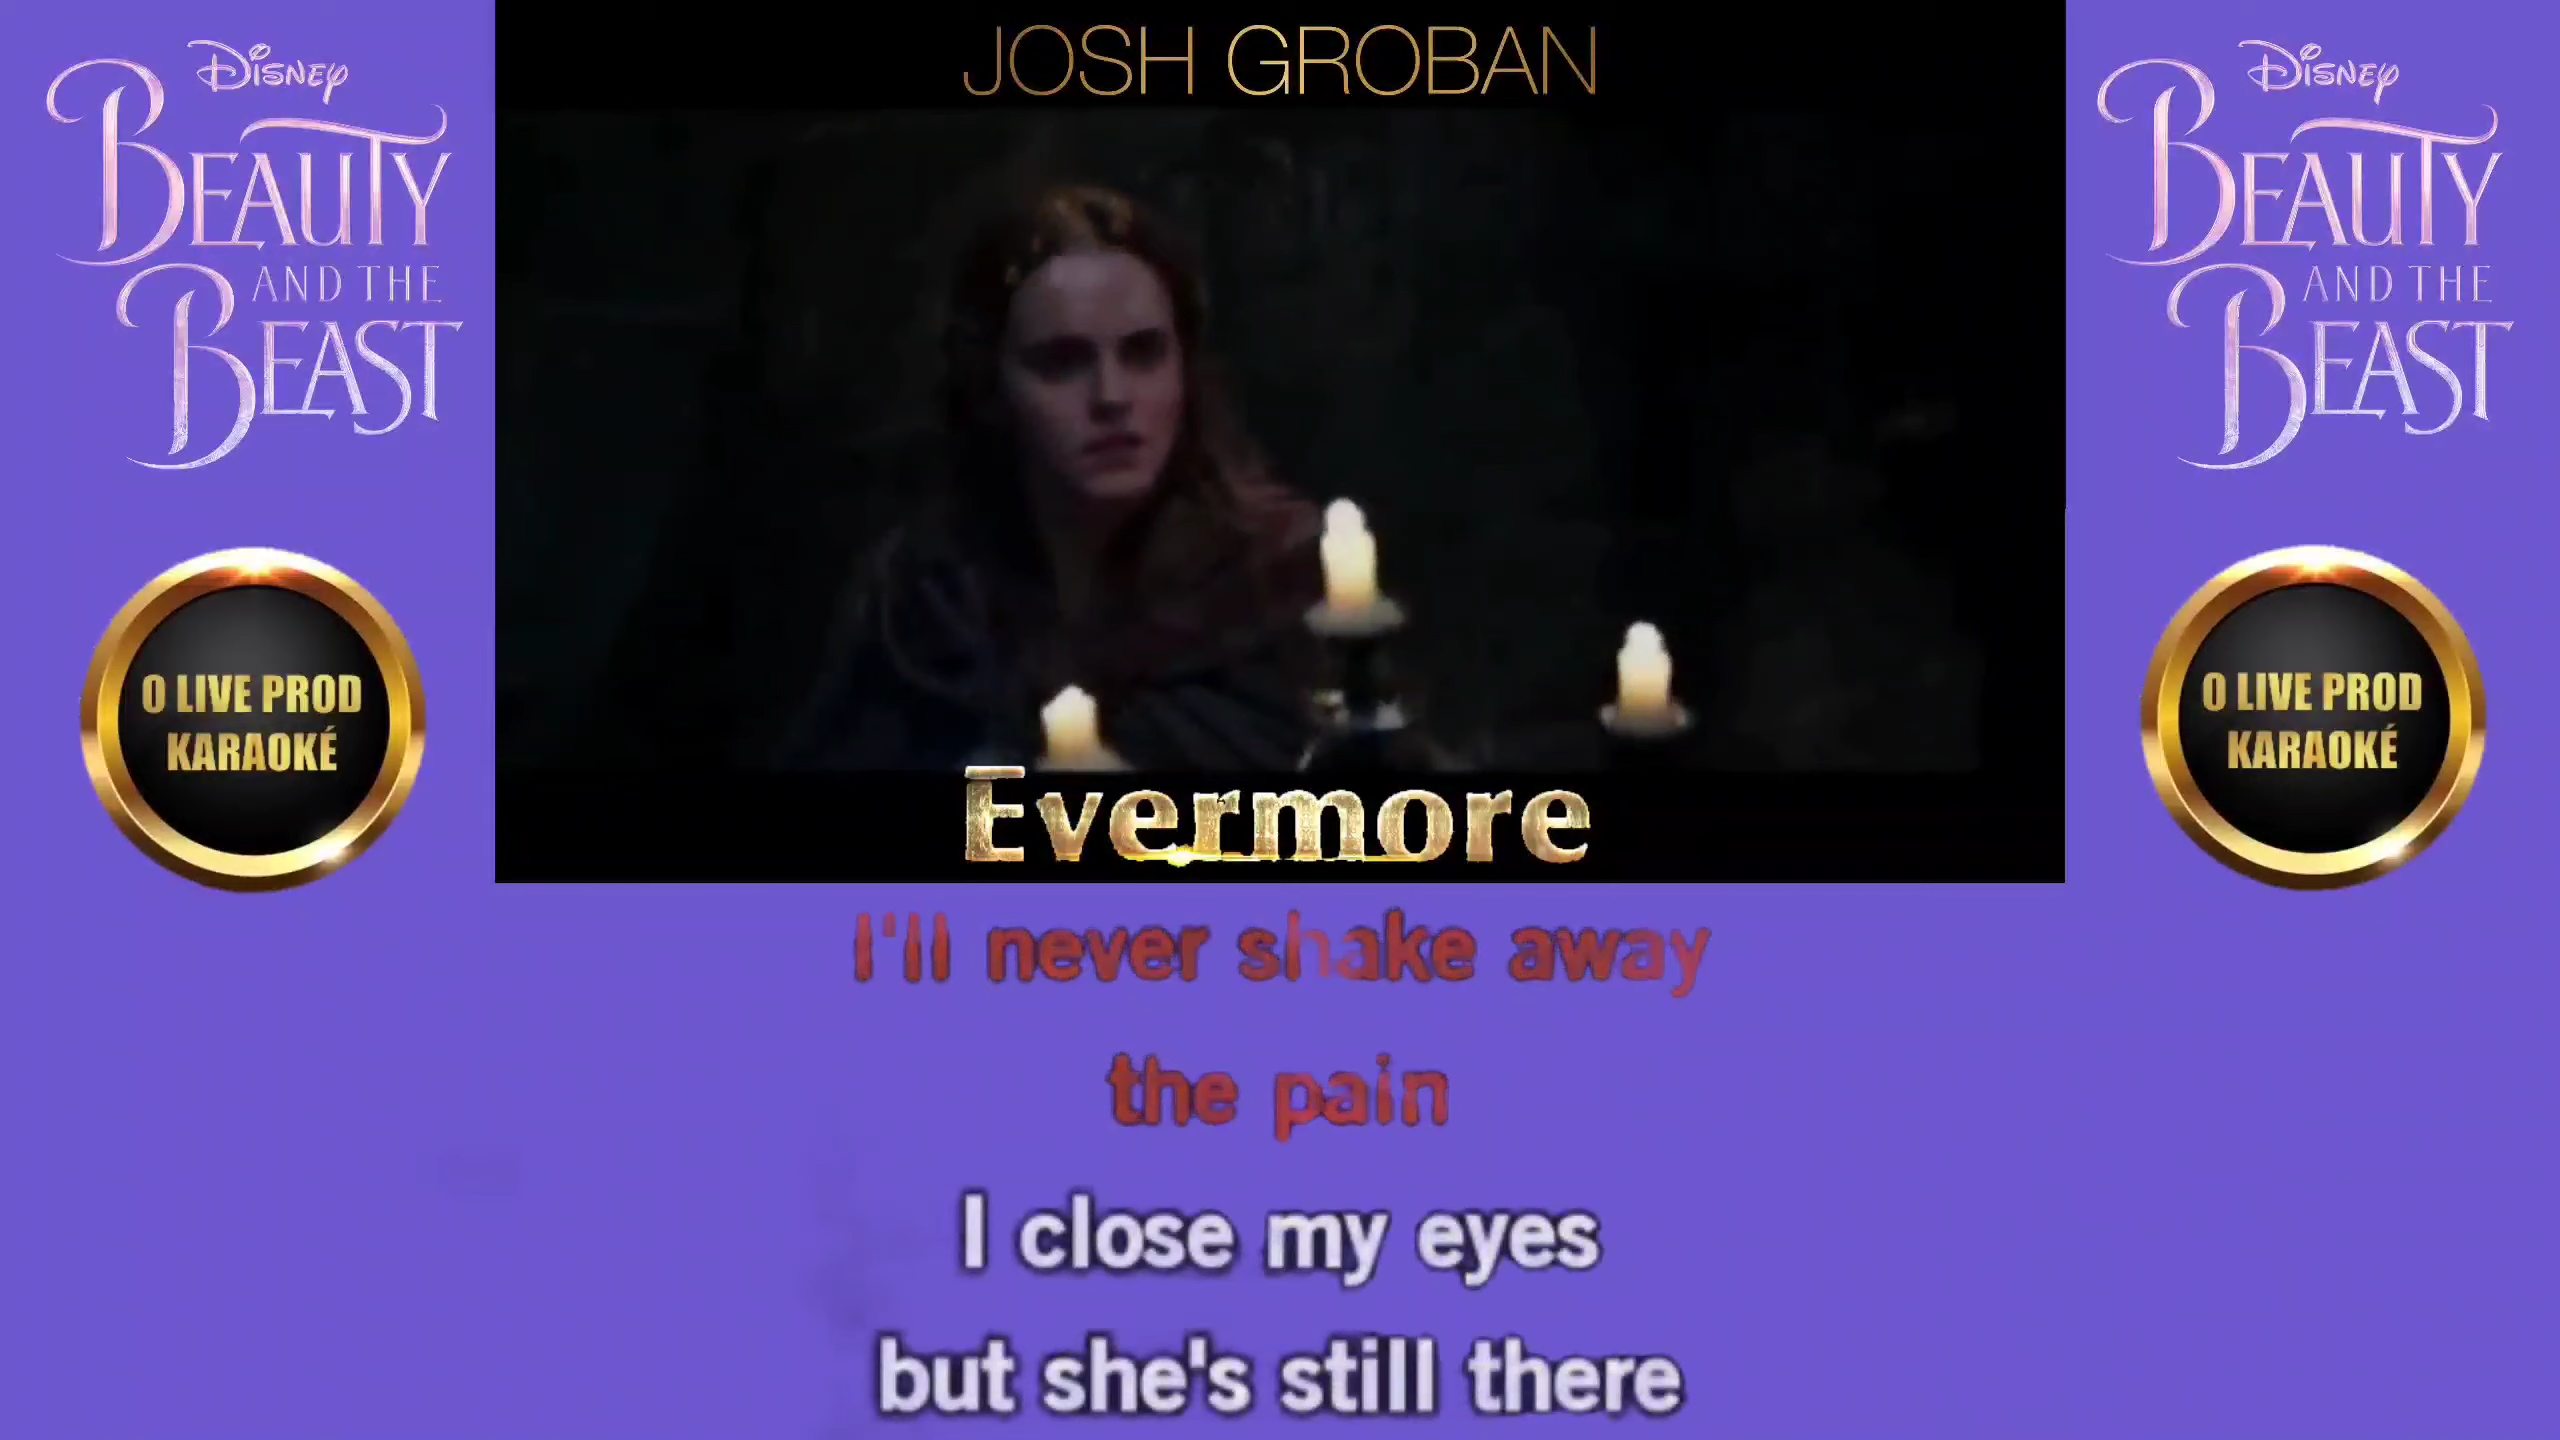 JOSH GROBAN
Disney
BEAUTY
AND THE
BEAST
Disney
BEAUTY
AND THE
BEAST
O LIVE PROD
KARAOKÉ
O LIVE PROD
KARAOKÉ
Evermore
I'll never shake away
the pain
I close my eyes
but she's still there